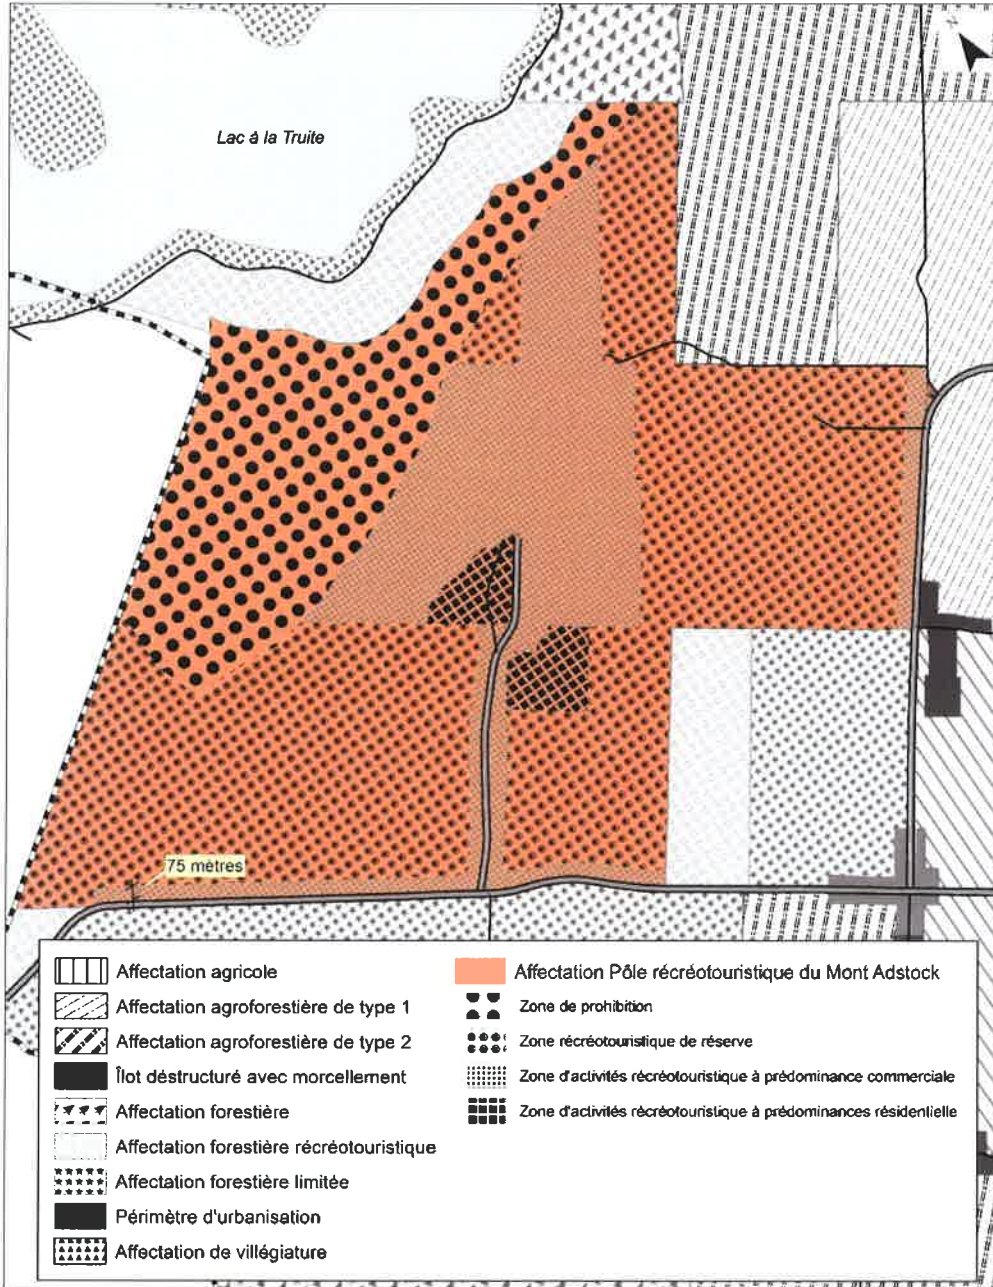 Lac à la Truite
75 mètres
Affectation agricole
Affectation agroforestière de type 1
Affectation agroforestière de type 2
Îlot déstructuré avec morcellement
Affectation forestière
Affectation forestière récréotouristique
Affectation forestière limitée
Périmètre d'urbanisation
Affectation de villégiature
Affectation Pôle récréotouristique du Mont Adstock
Zone de prohibition
Zone récréotouristique de réserve
Zone d'activités récréotouristique à prédominance commerciale
Zone d'activités récréotouristique à prédominances résidentielle